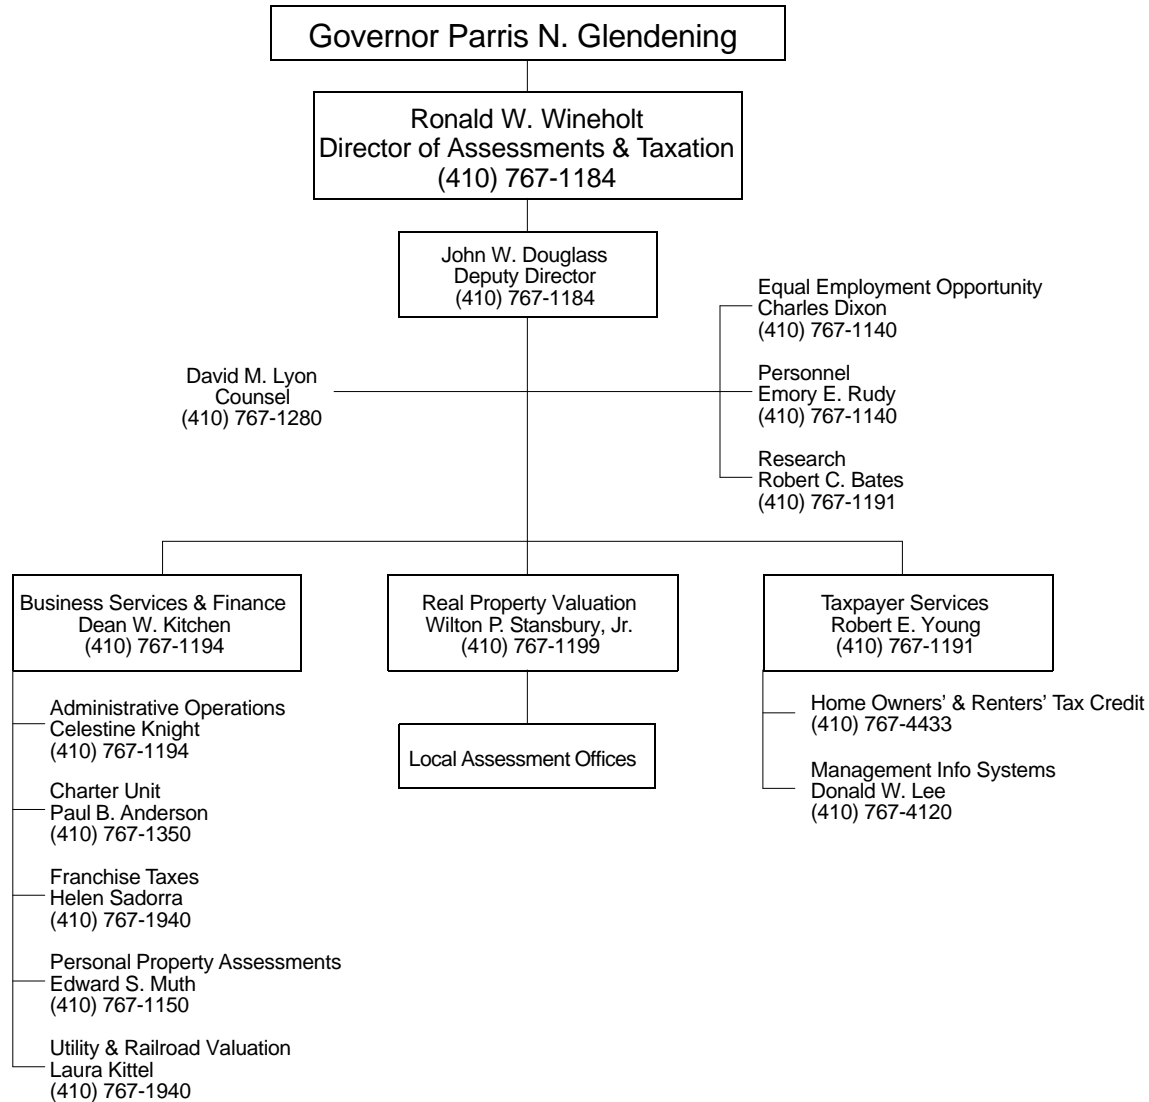 Governor Parris N. Glendening
Ronald W. Wineholt
Director of Assessments & Taxation
(410) 767-1184
John W. Douglass
Deputy Director
(410) 767-1184
Equal Employment Opportunity
Charles Dixon
(410) 767-1140
David M. Lyon
Counsel
(410) 767-1280
Personnel
Emory E. Rudy
(410) 767-1140
Research
Robert C. Bates
(410) 767-1191
Business Services & Finance
Dean W. Kitchen
(410) 767-1194
Administrative Operations
Celestine Knight
(410) 767-1194
Charter Unit
Paul B. Anderson
(410) 767-1350
Franchise Taxes
Helen Sadorra
(410) 767-1940
Personal Property Assessments
Edward S. Muth
(410) 767-1150
Utility & Railroad Valuation
Laura Kittel
(410) 767-1940
Real Property Valuation
Wilton P. Stansbury, Jr.
(410) 767-1199
Local Assessment Offices
Taxpayer Services
Robert E. Young
(410) 767-1191
Home Owners’ & Renters’ Tax Credit
(410) 767-4433
Management Info Systems
Donald W. Lee
(410) 767-4120